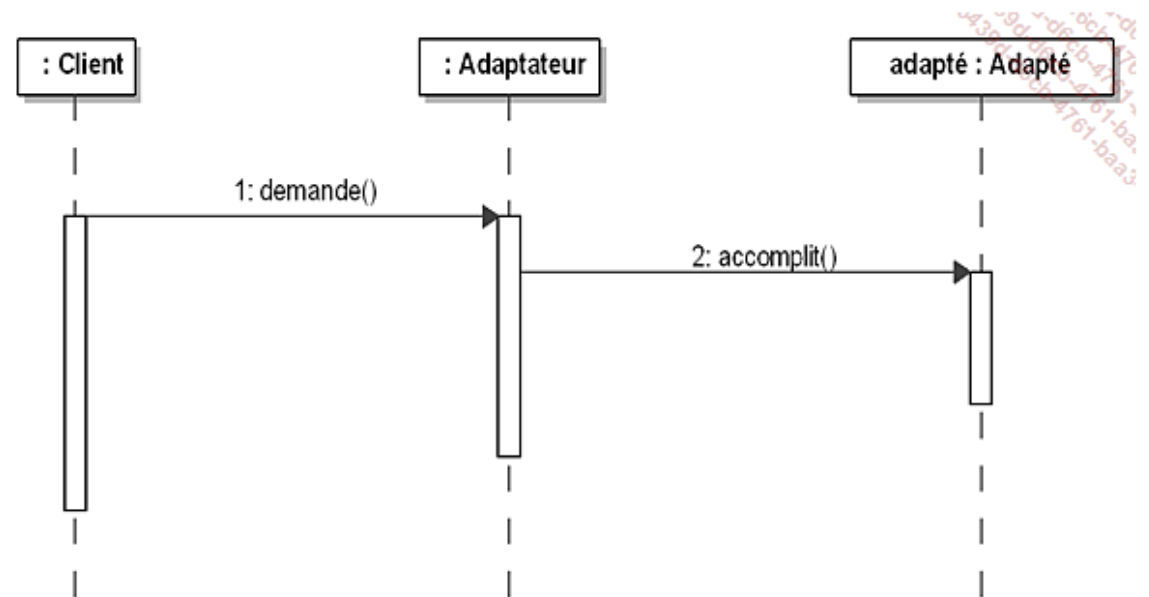 : Client
: Adaptateur
adapté : Adapté
1: demande()
2: accomplit()